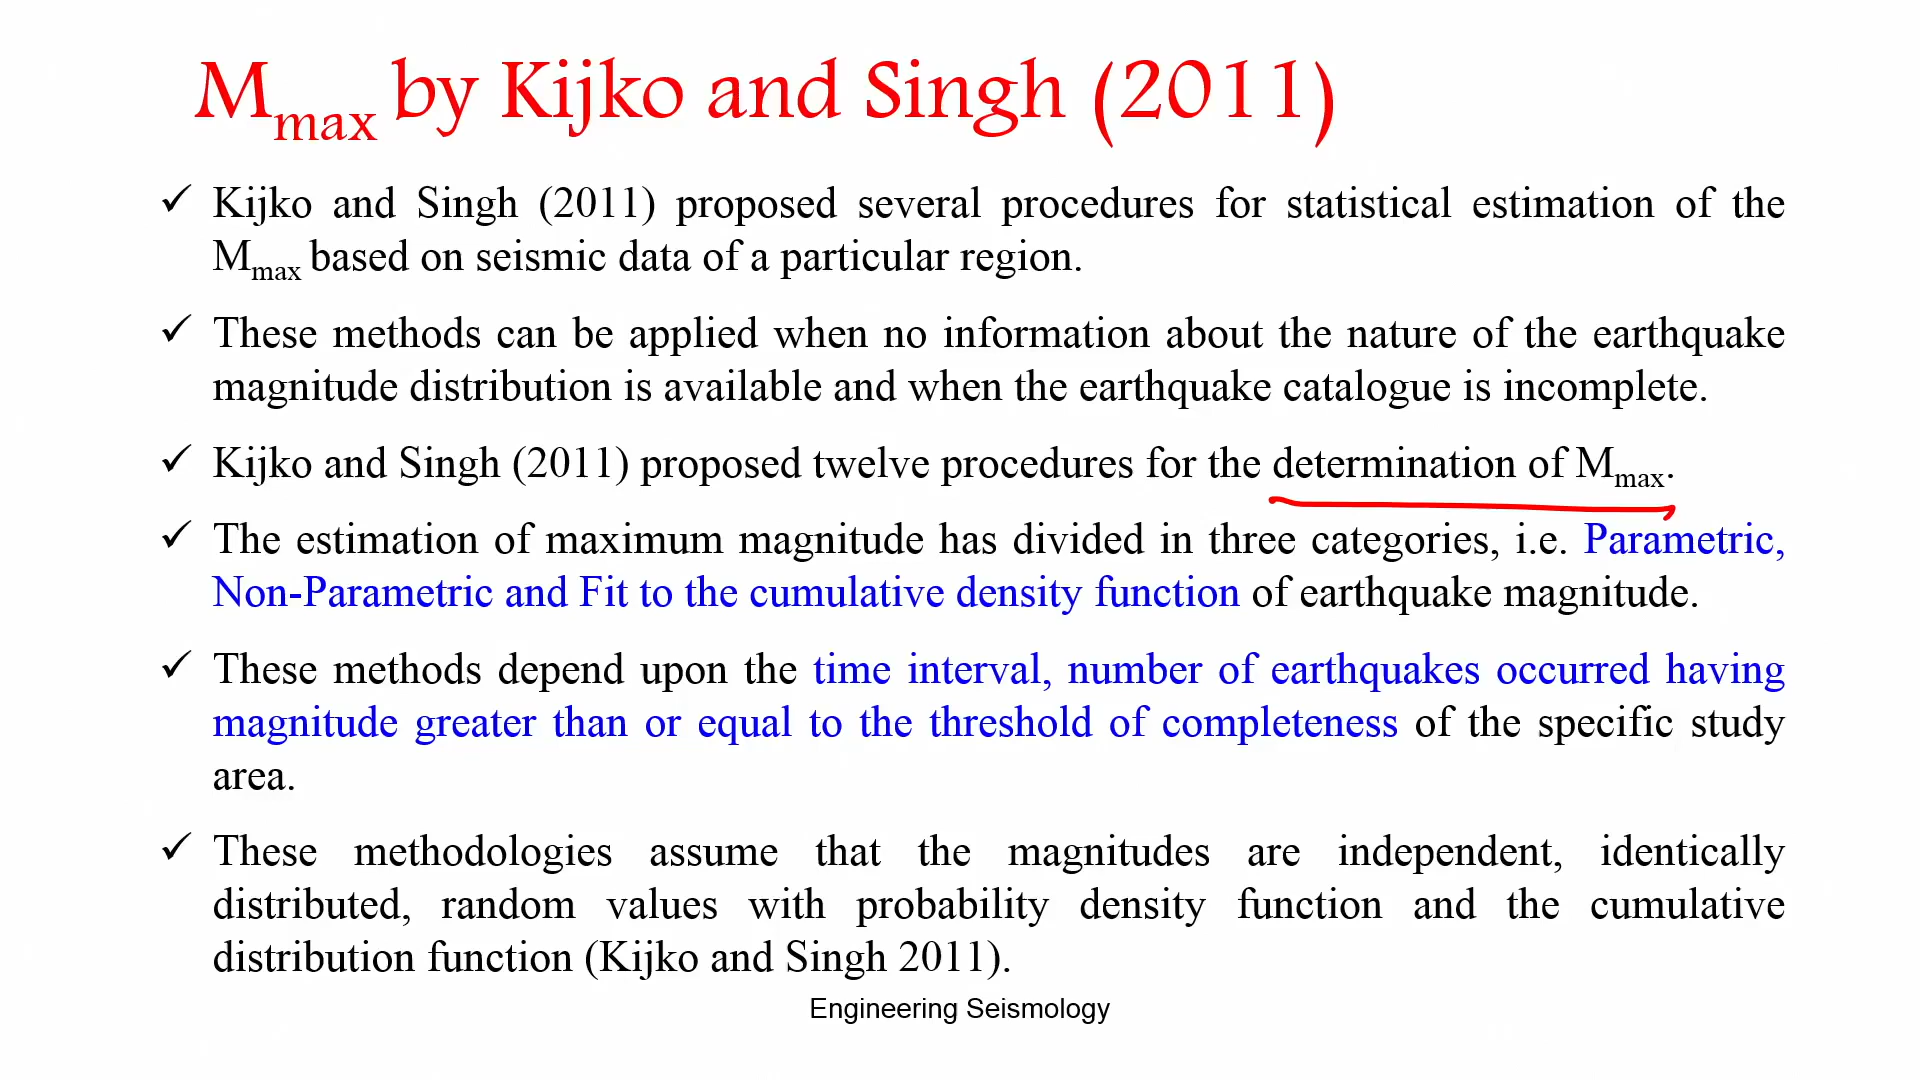 Mmax by Kijko and Singh (2011)
✓ Kijko and Singh (2011) proposed several procedures for statistical estimation of the
Mmax based on seismic data of a particular region.
✓ These methods can be applied when no information about the nature of the earthquake
magnitude distribution is available and when the earthquake catalogue is incomplete.
✓ Kijko and Singh (2011) proposed twelve procedures for the determination of Mmax.
✓ The estimation of maximum magnitude has divided in three categories, i.e. Parametric,
Non-Parametric and Fit to the cumulative density function of earthquake magnitude.
✓ These methods depend upon the time interval, number of earthquakes occurred having
magnitude greater than or equal to the threshold of completeness of the specific study
area.
✓ These methodologies assume that the magnitudes are independent, identically
distributed, random values with probability density function and the cumulative
distribution function (Kijko and Singh 2011).
Engineering Seismology